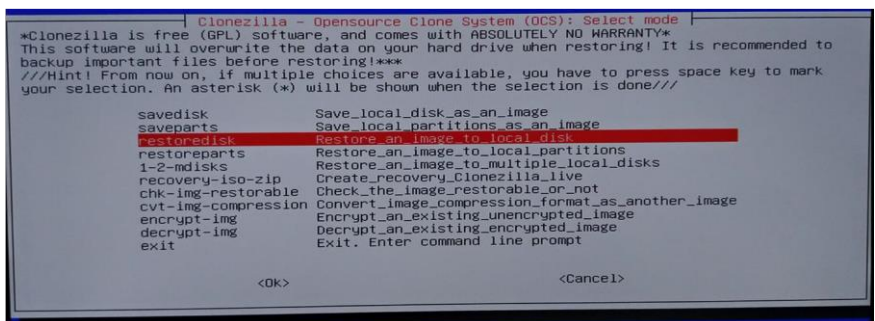 Clonezilla - Opensource Clone System (OCS): Select mode
*Clonezilla is free (GPL) software, and comes with ABSOLUTELY NO WARRANTY*
This software will overwrite the data on your hard drive when restoring! It is recommended to
backup important files before restoring!***
///Hint! From now on, if multiple choices are available, you have to press space key to mark
your selection. An asterisk (*) will be shown when the selection is done///
savedisk Save_local_disk_as_an_image
saveparts Save_local_partitions_as_an_image
restoredisk Restore_an_image_to_local_disk
restoreparts Restore_an_image_to_local_partitions
1-2-mdisks Restore_an_image_to_multiple_local_disks
recovery-iso-zip Create_recovery_Clonezilla_live
chk-img-restorable Check_the_image_restorable_or_not
cvt-img-compression Convert_image_compression_format_as_another_image
encrypt-img Encrypt_an_existing_unencrypted_image
decrypt-img Decrypt_an_existing_encrypted_image
exit Exit. Enter command line prompt
<Ok> <Cancel>